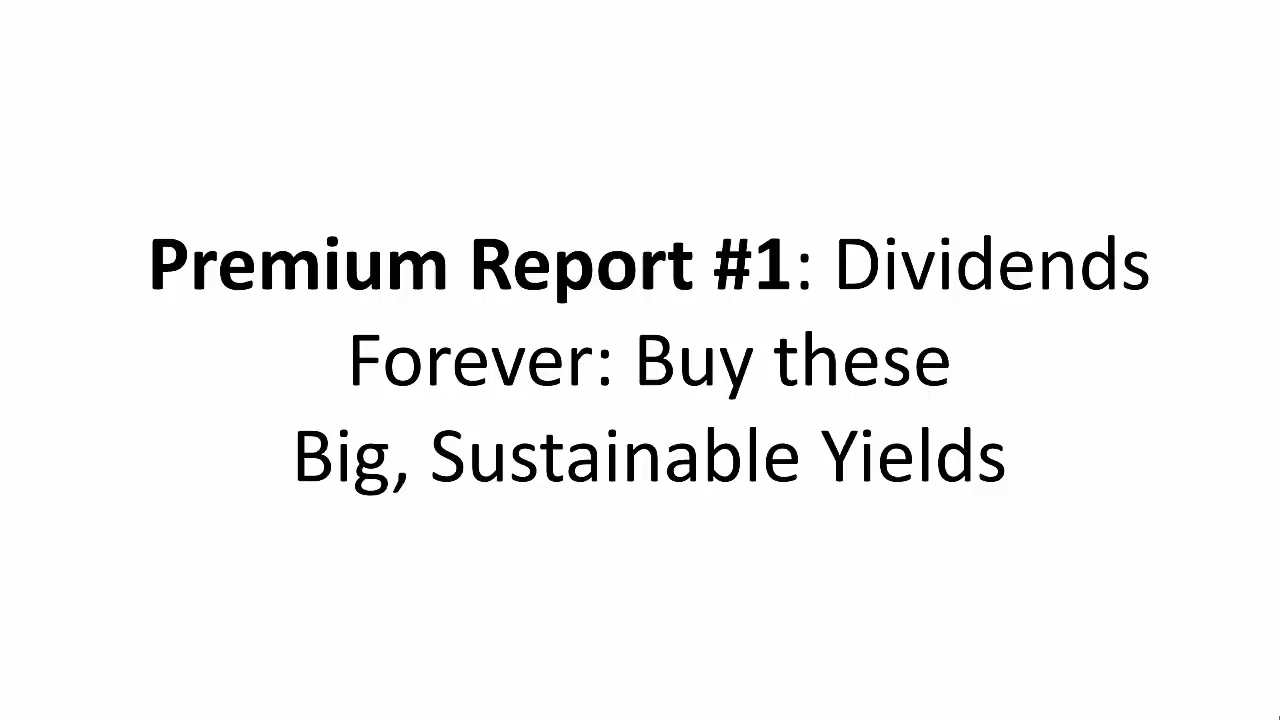 Premium Report #1: Dividends
Forever: Buy these
Big, Sustainable Yields